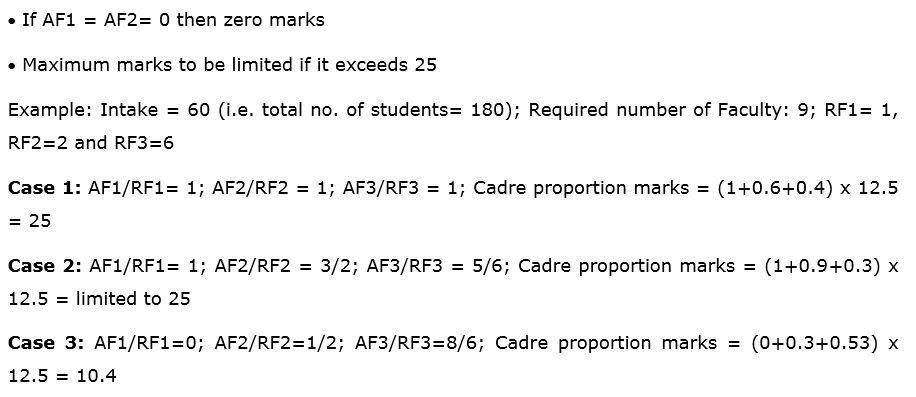 • If AF1 = AF2= 0 then zero marks
• Maximum marks to be limited if it exceeds 25
Example: Intake = 60 (i.e. total no. of students= 180); Required number of Faculty: 9; RF1= 1,
RF2=2 and RF3=6
Case 1: AF1/RF1= 1; AF2/RF2 = 1; AF3/RF3 = 1; Cadre proportion marks = (1+0.6+0.4) x 12.5
= 25
Case 2: AF1/RF1= 1; AF2/RF2 = 3/2; AF3/RF3 = 5/6; Cadre proportion marks = (1+0.9+0.3) x
12.5 = limited to 25
Case 3: AF1/RF1=0; AF2/RF2=1/2; AF3/RF3=8/6; Cadre proportion marks = (0+0.3+0.53) x
12.5 = 10.4